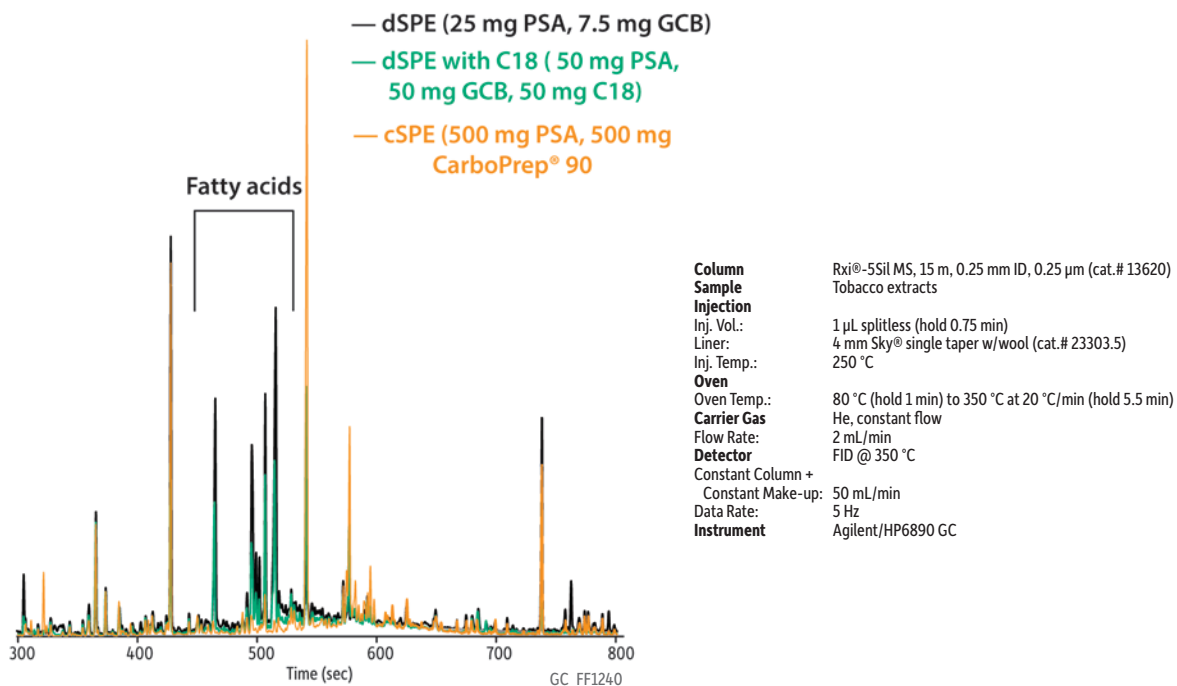 — dSPE (25 mg PSA, 7.5 mg GCB)
— dSPE with C18 ( 50 mg PSA,
50 mg GCB, 50 mg C18)
— cSPE (500 mg PSA, 500 mg
CarboPrep® 90
Fatty acids
300 400 500 600 700 800
Time (sec)
GC_FF1240
Column Rxi®-5Sil MS, 15 m, 0.25 mm ID, 0.25 µm (cat.# 13620)
Sample Tobacco extracts
Injection
Inj. Vol.: 1 µL splitless (hold 0.75 min)
Liner: 4 mm Sky® single taper w/wool (cat.# 23303.5)
Inj. Temp.: 250 °C
Oven
Oven Temp.: 80 °C (hold 1 min) to 350 °C at 20 °C/min (hold 5.5 min)
Carrier Gas He, constant flow
Flow Rate: 2 mL/min
Detector FID @ 350 °C
Constant Column +
Constant Make-up: 50 mL/min
Data Rate: 5 Hz
Instrument Agilent/HP6890 GC